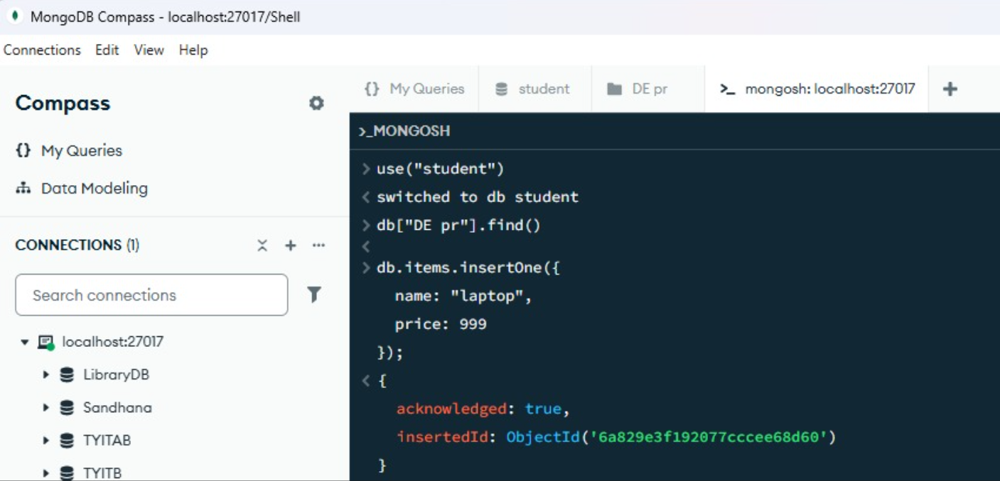 MongoDB Compass - localhost:27017/Shell
Connections Edit View Help
Compass
{} My Queries
Data Modeling
CONNECTIONS (1)
Search connections
localhost:27017
LibraryDB
Sandhana
TYITAB
TYITB
{} My Queries
student
DE pr
>_ mongosh: localhost:27017
>_MONGOSH
> use("student")
< switched to db student
> db["DE pr"].find()
<
> db.items.insertOne({
name: "laptop",
price: 999
});
< {
acknowledged: true,
insertedId: ObjectId('6a829e3f192077cccee68d60')
}